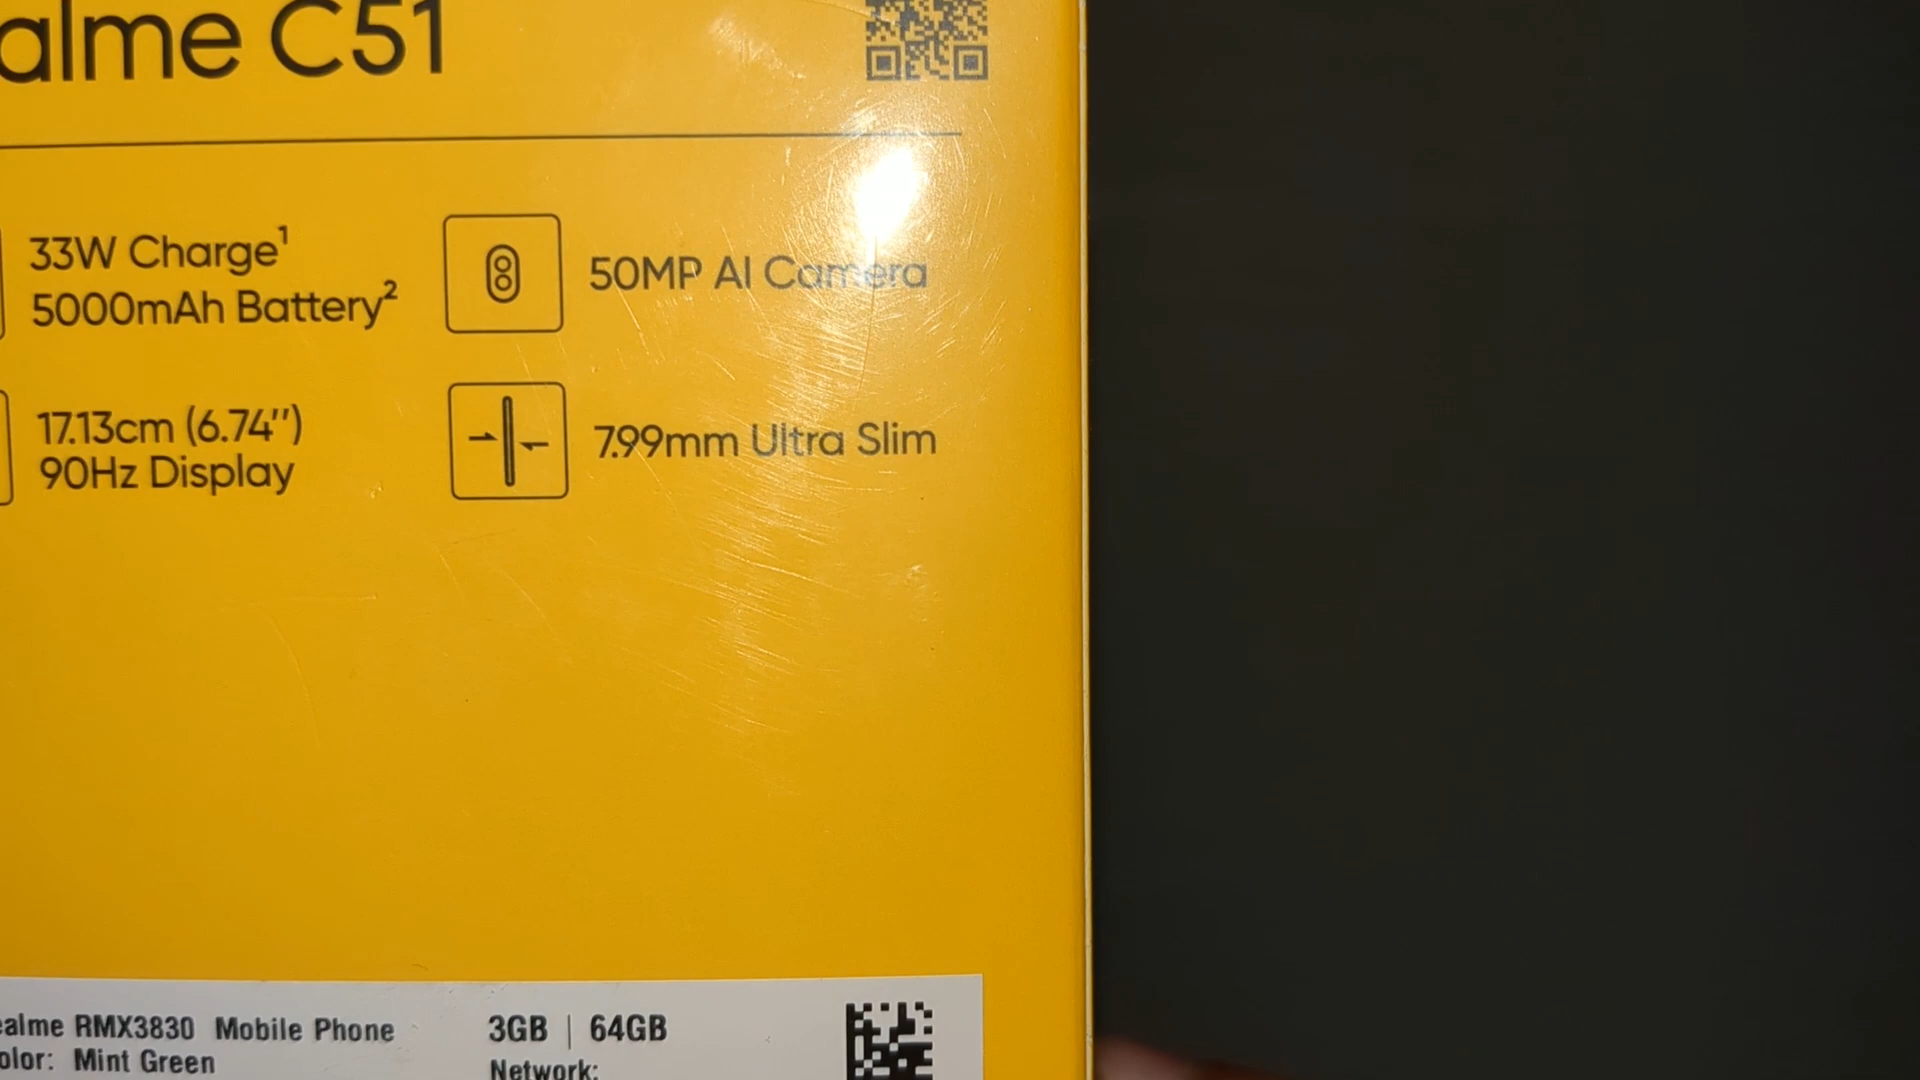 alme C51
33W Charge¹
5000mAh Battery²
50MP AI Camera
17.13cm (6.74’’)
90Hz Display
7.99mm Ultra Slim
ealme RMX3830 Mobile Phone
olor: Mint Green
3GB | 64GB
Network: